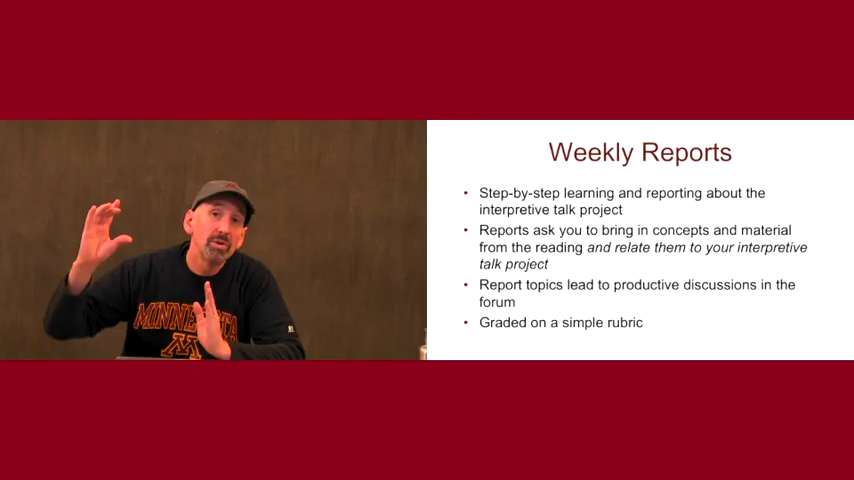 MINNESOTA
M
Weekly Reports
• Step-by-step learning and reporting about the
interpretive talk project
• Reports ask you to bring in concepts and material
from the reading and relate them to your interpretive
talk project
• Report topics lead to productive discussions in the
forum
• Graded on a simple rubric